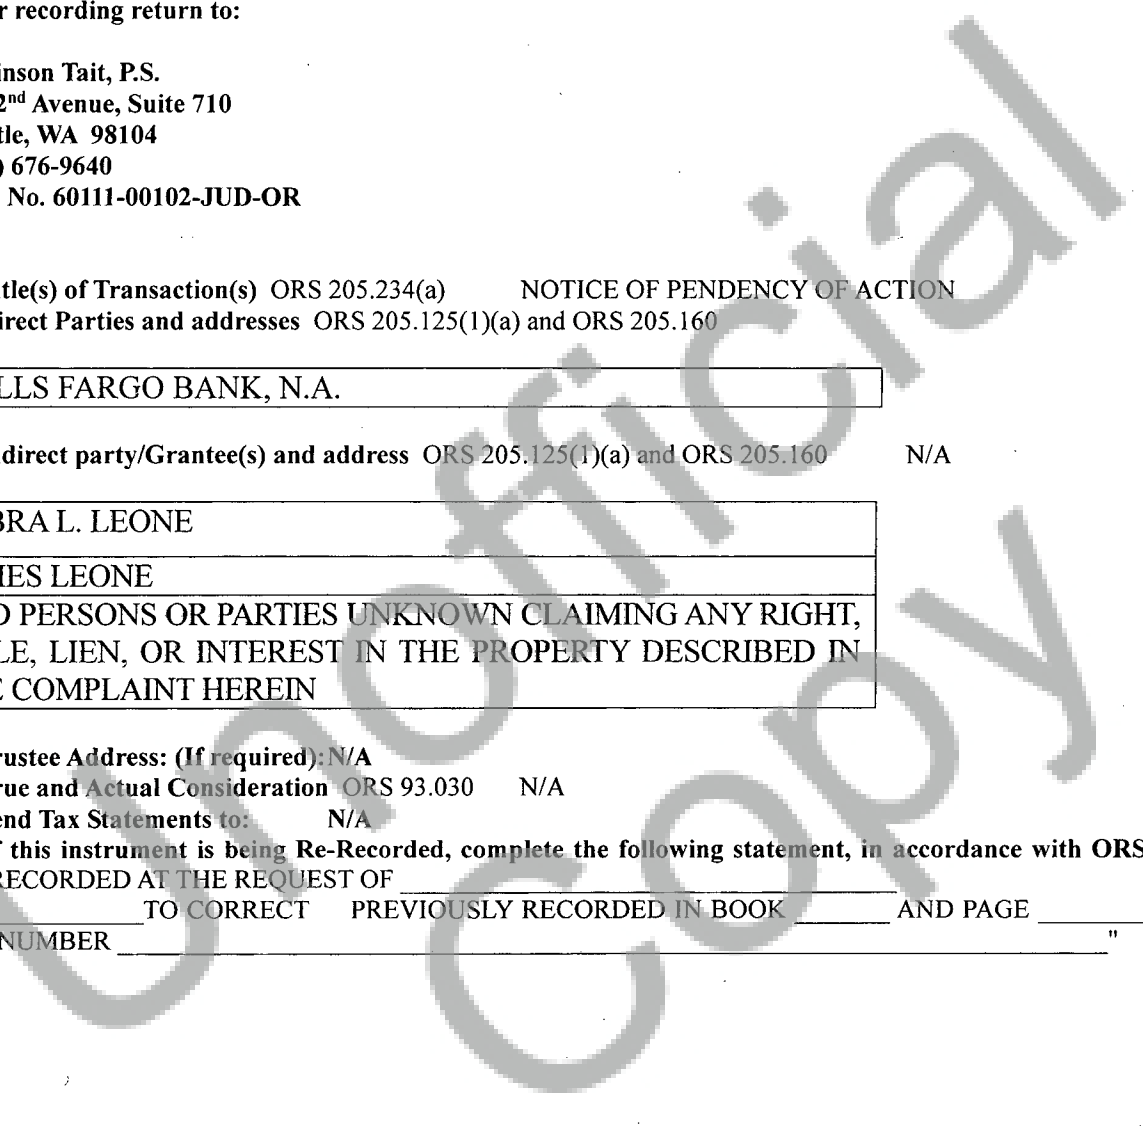 r recording return to:
inson Tait, P.S.
2nd Avenue, Suite 710
tle, WA 98104
) 676-9640
No. 60111-00102-JUD-OR
tle(s) of Transaction(s) ORS 205.234(a) NOTICE OF PENDENCY OF ACTION
irect Parties and addresses ORS 205.125(1)(a) and ORS 205.160
LLS FARGO BANK, N.A.
direct party/Grantee(s) and address ORS 205.125(1)(a) and ORS 205.160 N/A
BRA L. LEONE
MES LEONE
D PERSONS OR PARTIES UNKNOWN CLAIMING ANY RIGHT,
LE, LIEN, OR INTEREST IN THE PROPERTY DESCRIBED IN
E COMPLAINT HEREIN
rustee Address: (If required): N/A
rue and Actual Consideration ORS 93.030 N/A
end Tax Statements to: N/A
f this instrument is being Re-Recorded, complete the following statement, in accordance with ORS
RECORDED AT THE REQUEST OF
TO CORRECT PREVIOUSLY RECORDED IN BOOK AND PAGE
NUMBER "
Unofficial
Copy